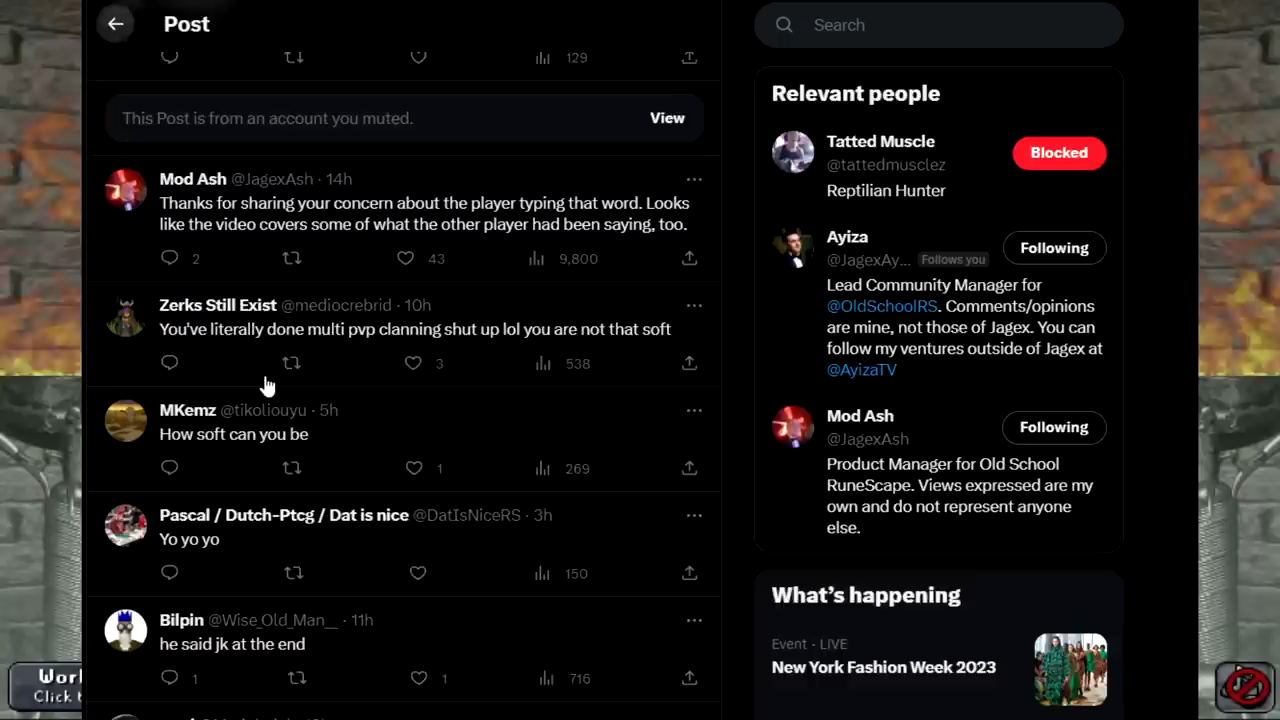 Post
129
This Post is from an account you muted.
View
Mod Ash @JagexAsh · 14h
Thanks for sharing your concern about the player typing that word. Looks
like the video covers some of what the other player had been saying, too.
2 43 9,800
Zerks Still Exist @mediocrebrid · 10h
You've literally done multi pvp clanning shut up lol you are not that soft
3 538
MKemz @tikoliouyu · 5h
How soft can you be
1 269
Pascal / Dutch-Ptcg / Dat is nice @DatIsNiceRS · 3h
Yo yo yo
150
Bilpin @Wise_Old_Man__ · 11h
he said jk at the end
1 1 716
Search
Relevant people
Tatted Muscle
@tattedmusclez
Blocked
Reptilian Hunter
Ayiza
@JagexAy... Follows you
Following
Lead Community Manager for
@OldSchoolRS. Comments/opinions
are mine, not those of Jagex. You can
follow my ventures outside of Jagex at
@AyizaTV
Mod Ash
@JagexAsh
Following
Product Manager for Old School
RuneScape. Views expressed are my
own and do not represent anyone
else.
What's happening
Event · LIVE
New York Fashion Week 2023